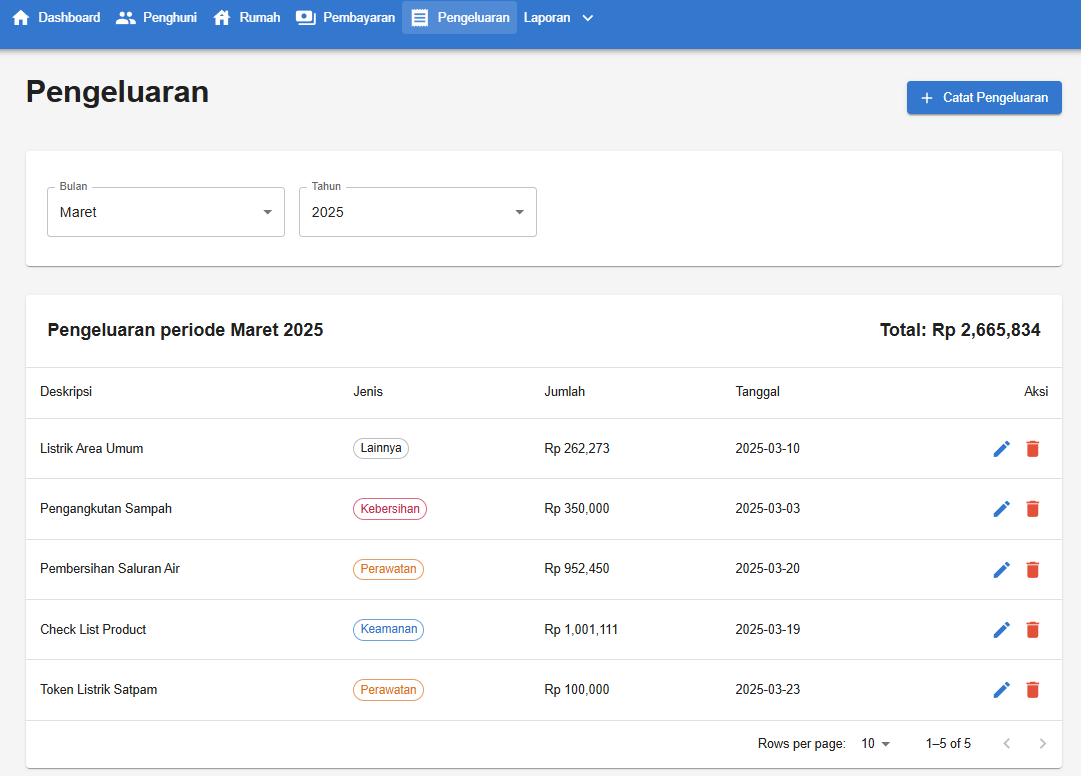 Dashboard Penghuni Rumah Pembayaran Pengeluaran Laporan
Pengeluaran
+ Catat Pengeluaran
Bulan Tahun
Maret 2025
Pengeluaran periode Maret 2025 Total: Rp 2,665,834
Deskripsi Jenis Jumlah Tanggal Aksi
Listrik Area Umum Lainnya Rp 262,273 2025-03-10
Pengangkutan Sampah Kebersihan Rp 350,000 2025-03-03
Pembersihan Saluran Air Perawatan Rp 952,450 2025-03-20
Check List Product Keamanan Rp 1,001,111 2025-03-19
Token Listrik Satpam Perawatan Rp 100,000 2025-03-23
Rows per page: 10 1–5 of 5